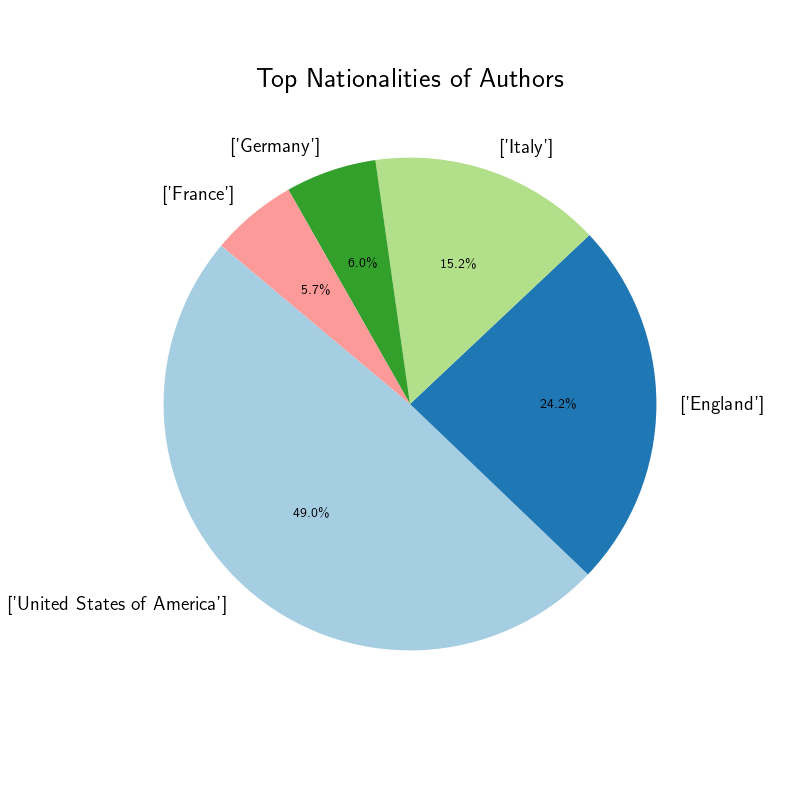 Top Nationalities of Authors
['Germany']
['Italy']
['France']
6.0%
15.2%
5.7%
24.2%
['England']
49.0%
['United States of America']